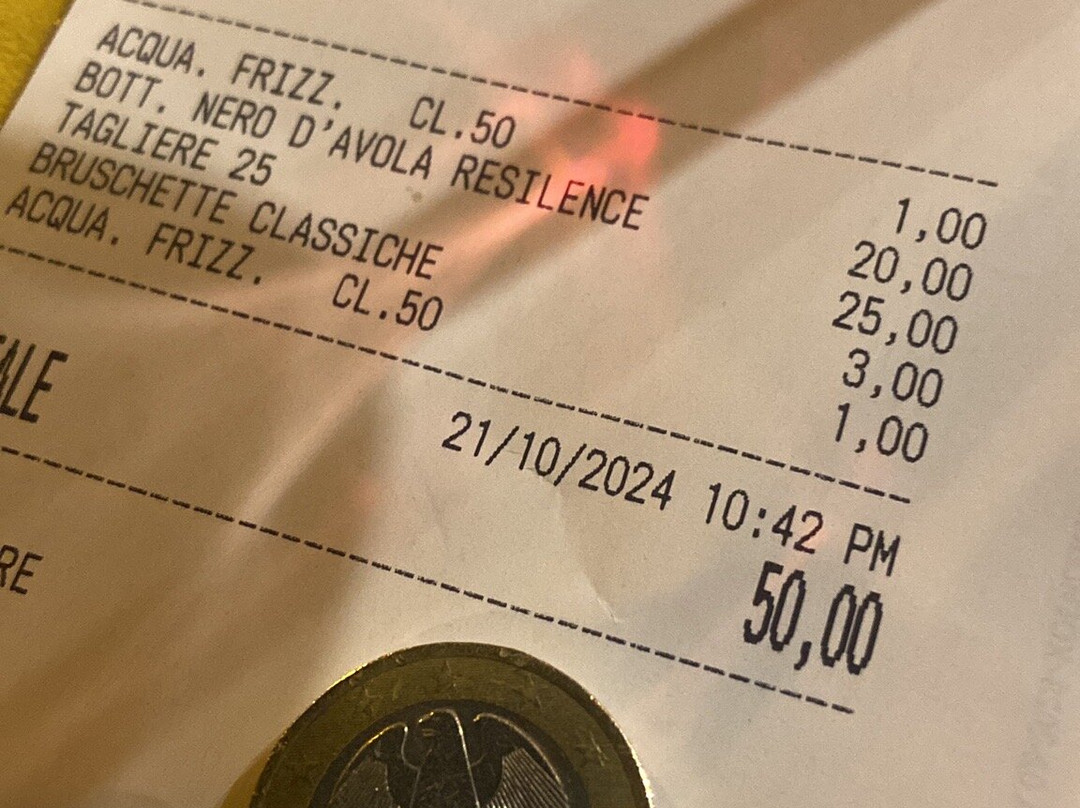 ACQUA. FRIZZ. CL.50 1,00
BOTT. NERO D'AVOLA RESILENCE 20,00
TAGLIERE 25 25,00
BRUSCHETTE CLASSICHE 3,00
ACQUA. FRIZZ. CL.50 1,00
21/10/2024 10:42 PM
ALE 50,00
RE